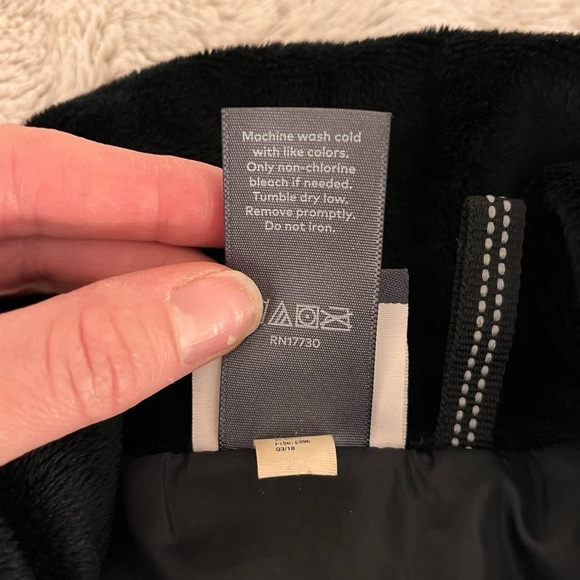 Machine wash cold
with like colors.
Only non-chlorine
bleach if needed.
Tumble dry low.
Remove promptly.
Do not iron.
RN17730
Q3/18